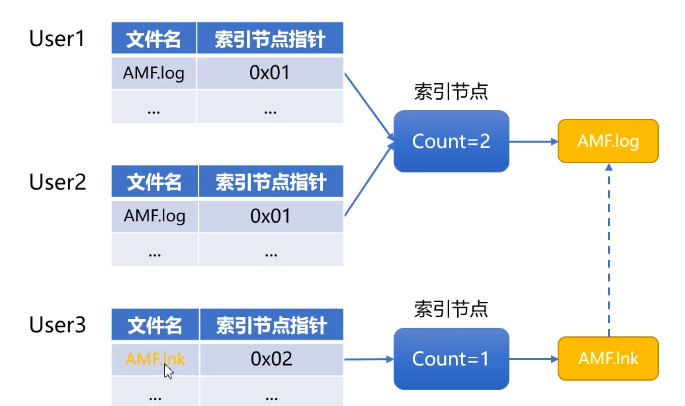 User1
文件名 索引节点指针
AMF.log 0x01
... ...
索引节点
Count=2
AMF.log
User2
文件名 索引节点指针
AMF.log 0x01
... ...
User3
文件名 索引节点指针
AMF.lnk 0x02
... ...
索引节点
Count=1
AMF.lnk